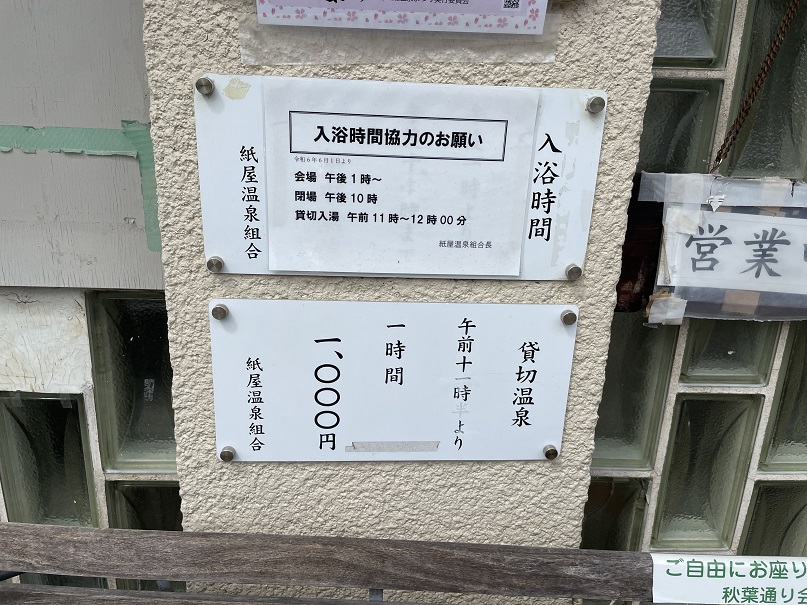 入浴時間
入浴時間協力のお願い
令和6年6月1日より
会場 午後1時～
閉場 午後10時
貸切入湯 午前11時～12時00分
紙屋温泉組合長
紙屋温泉組合
貸切温泉
午前十一時半より
一時間
一、〇〇〇円
紙屋温泉組合
営業
ご自由にお座り
秋葉通り会